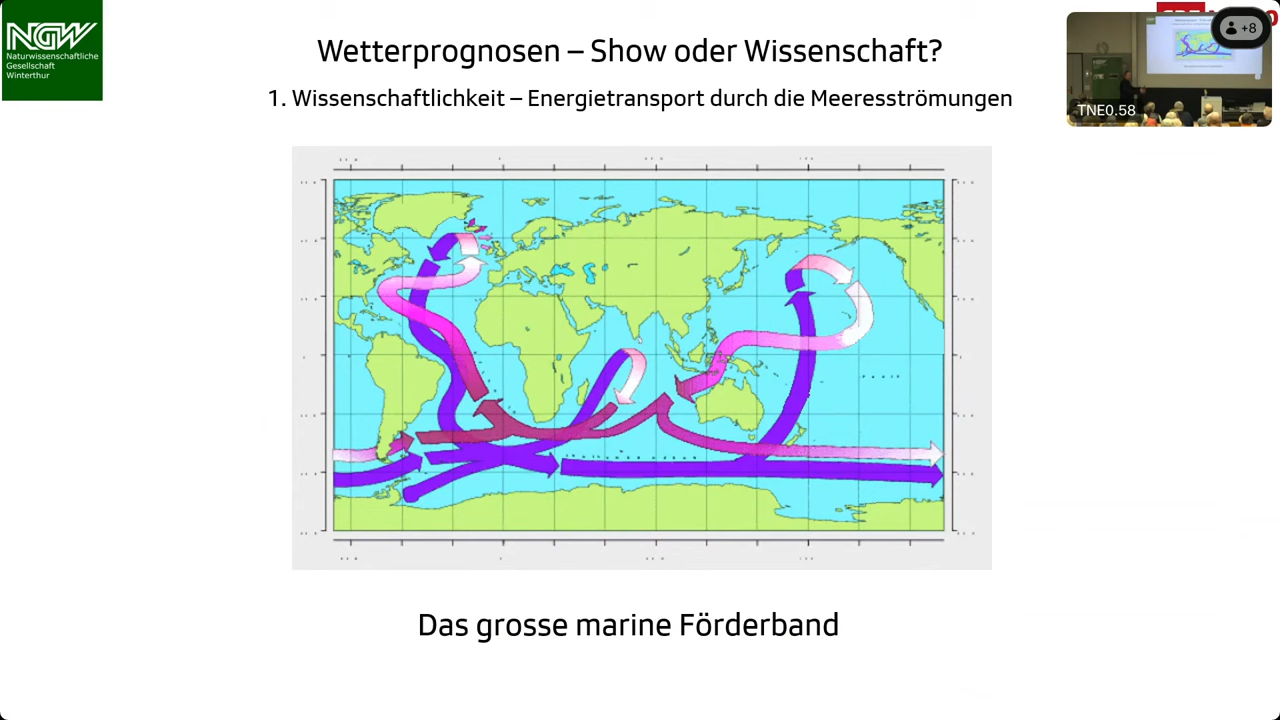 NGW
Naturwissenschaftliche
Gesellschaft
Winterthur
Wetterprognosen – Show oder Wissenschaft?
1. Wissenschaftlichkeit – Energietransport durch die Meeresströmungen
+8
TNE0.58
Das grosse marine Förderband